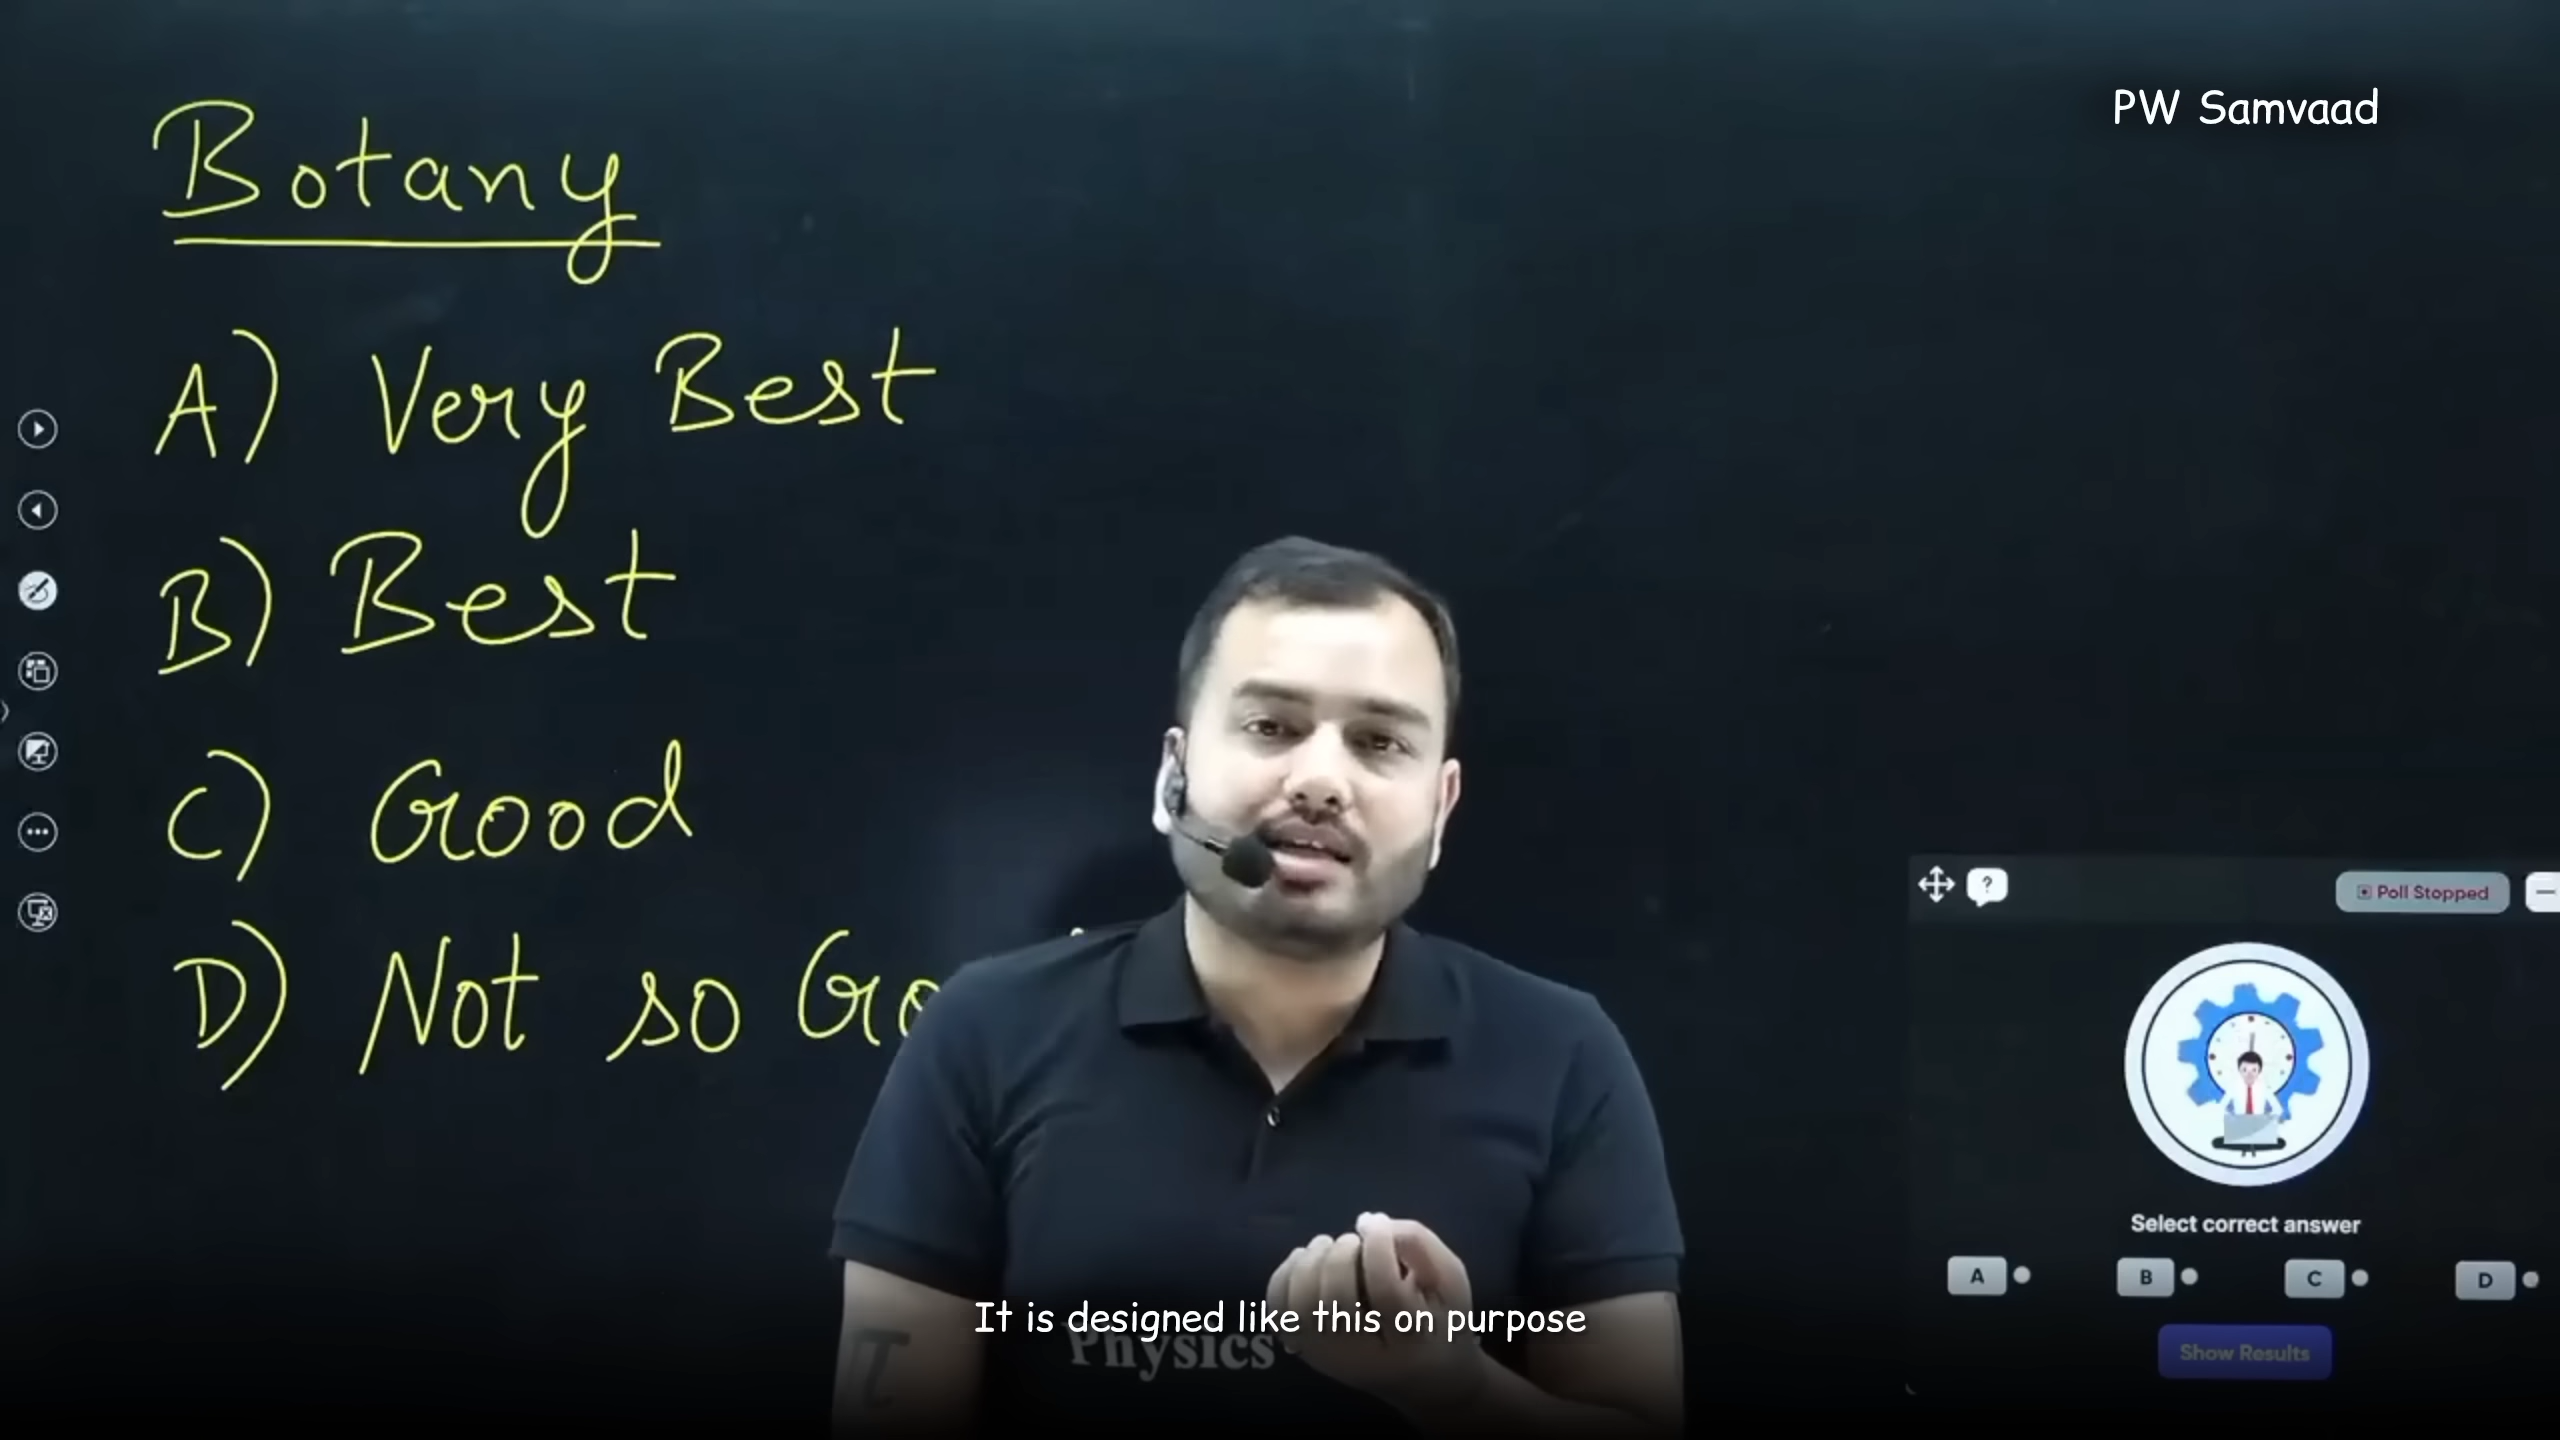 PW Samvaad
Botany
A) Very Best
B) Best
C) Good
D) Not so Go
Poll Stopped
?
Select correct answer
A B C D
Show Results
It is designed like this on purpose
Physics
π